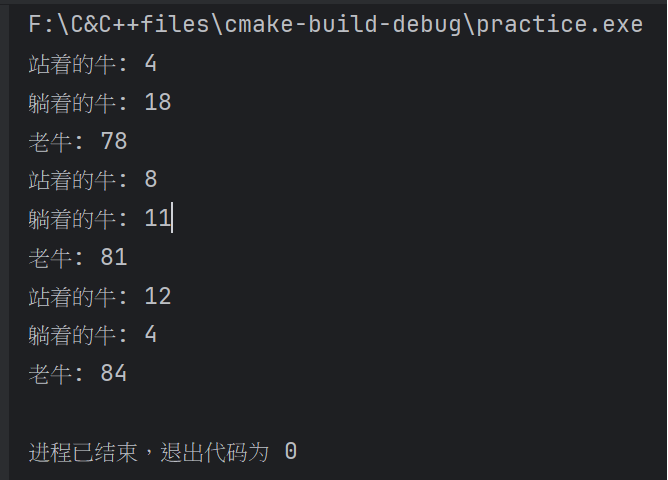 F:\C&C++files\cmake-build-debug\practice.exe
站着的牛: 4
躺着的牛: 18
老牛: 78
站着的牛: 8
躺着的牛: 11
老牛: 81
站着的牛: 12
躺着的牛: 4
老牛: 84
进程已结束，退出代码为 0